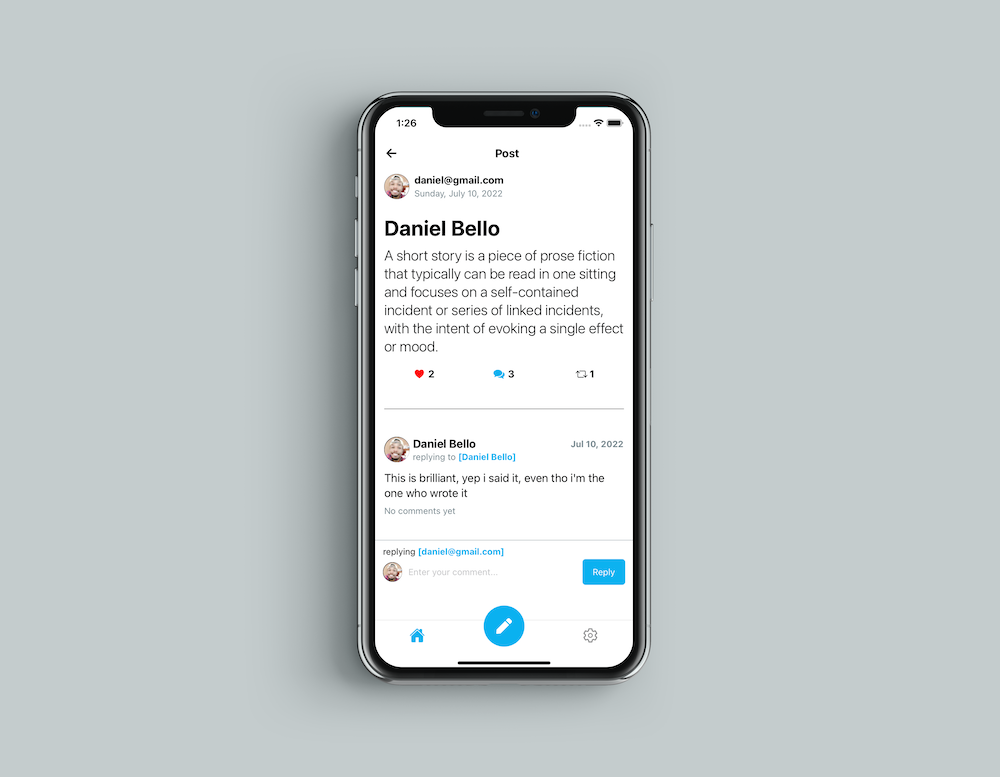 1:26
Post
daniel@gmail.com
Sunday, July 10, 2022
Daniel Bello
A short story is a piece of prose fiction
that typically can be read in one sitting
and focuses on a self-contained
incident or series of linked incidents,
with the intent of evoking a single effect
or mood.
2 3 1
Daniel Bello Jul 10, 2022
replying to [Daniel Bello]
This is brilliant, yep i said it, even tho i'm the
one who wrote it
No comments yet
replying [daniel@gmail.com]
Enter your comment... Reply